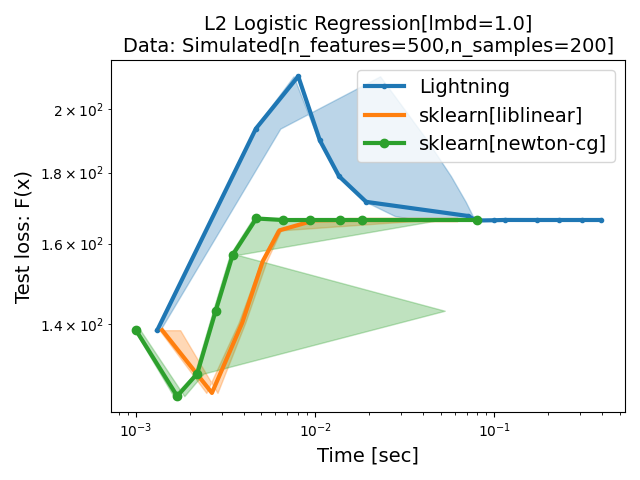 L2 Logistic Regression[lmbd=1.0]
Data: Simulated[n_features=500,n_samples=200]
Test loss: F(x)
2 × 10²
1.8 × 10²
1.6 × 10²
1.4 × 10²
Lightning
sklearn[liblinear]
sklearn[newton-cg]
10⁻³
10⁻²
10⁻¹
Time [sec]